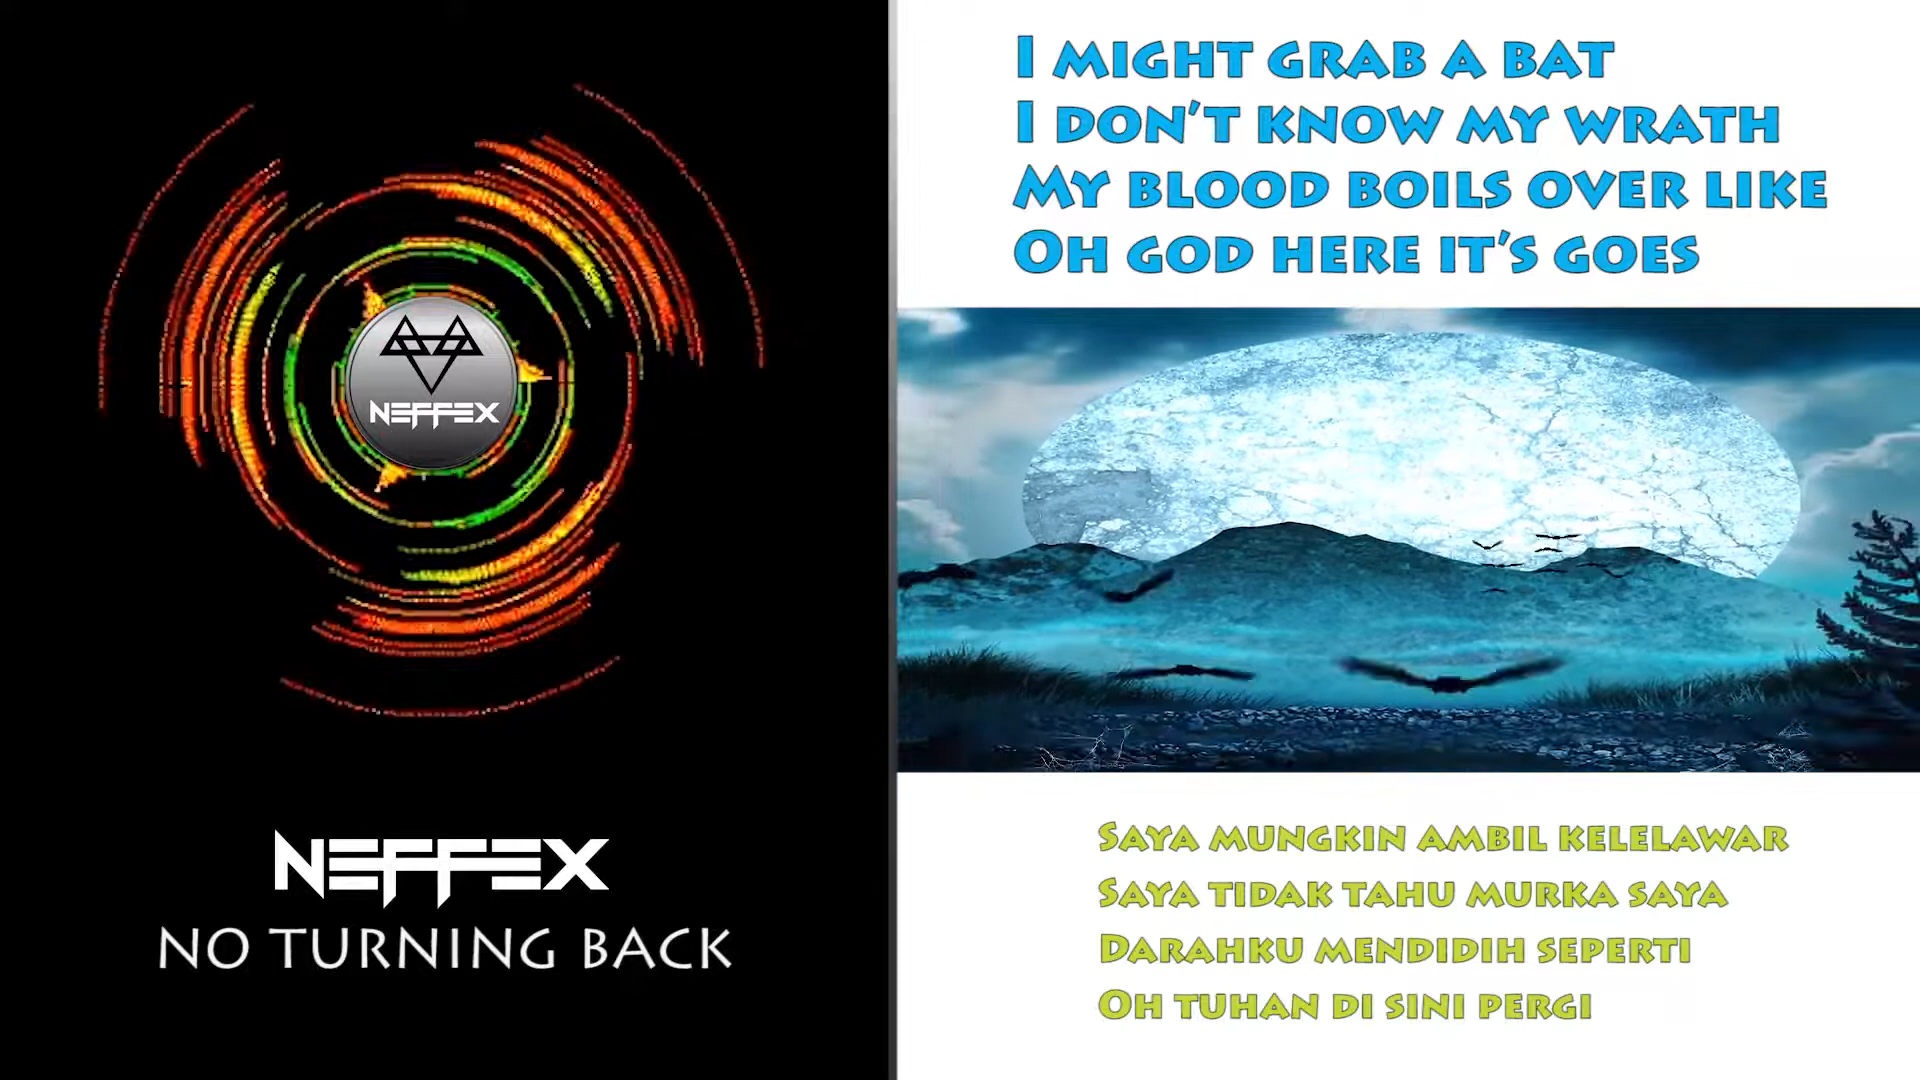 NEFFEX
NEFFEX
NO TURNING BACK
I MIGHT GRAB A BAT
I DON'T KNOW MY WRATH
MY BLOOD BOILS OVER LIKE
OH GOD HERE IT'S GOES
SAYA MUNGKIN AMBIL KELELAWAR
SAYA TIDAK TAHU MURKA SAYA
DARAHKU MENDIDIH SEPERTI
OH TUHAN DI SINI PERGI